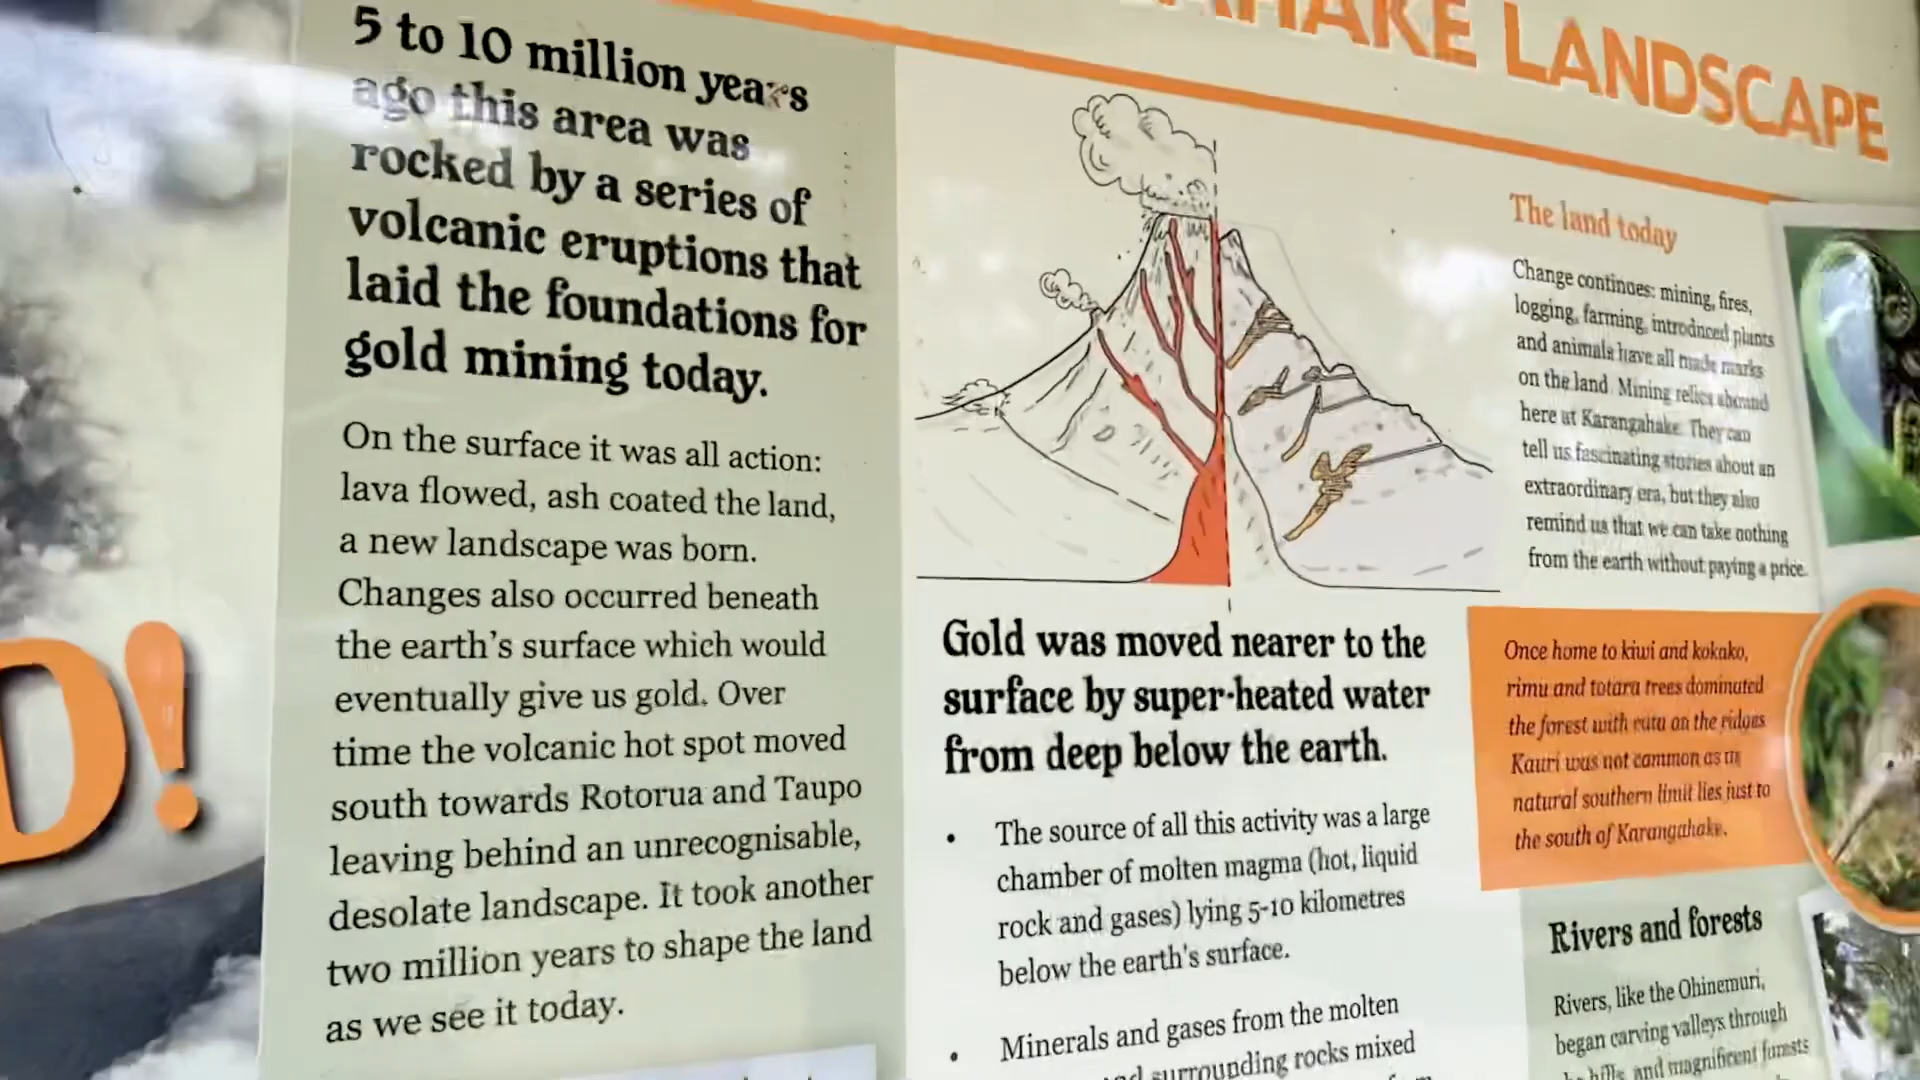 D!
LANDSCAPE
5 to 10 million years
ago this area was
rocked by a series of
volcanic eruptions that
laid the foundations for
gold mining today.
On the surface it was all action:
lava flowed, ash coated the land,
a new landscape was born.
Changes also occurred beneath
the earth's surface which would
eventually give us gold. Over
time the volcanic hot spot moved
south towards Rotorua and Taupo
leaving behind an unrecognisable,
desolate landscape. It took another
two million years to shape the land
as we see it today.
Gold was moved nearer to the
surface by super-heated water
from deep below the earth.
• The source of all this activity was a large
chamber of molten magma (hot, liquid
rock and gases) lying 5-10 kilometres
below the earth's surface.
• Minerals and gases from the molten
surrounding rocks mixed
The land today
Change continues: mining, fires,
logging, farming, introduced plants
and animals have all made marks
on the land. Mining relics abound
here at Karangahake. They can
tell us fascinating stories about an
extraordinary era, but they also
remind us that we can take nothing
from the earth without paying a price.
Once home to kiwi and kokako,
rimu and totara trees dominated
the forest with rata on the ridges
Kauri was not common as its
natural southern limit lies just to
the south of Karangahake.
Rivers and forests
Rivers, like the Ohinemuri,
began carving valleys through
hills and magnificent forests